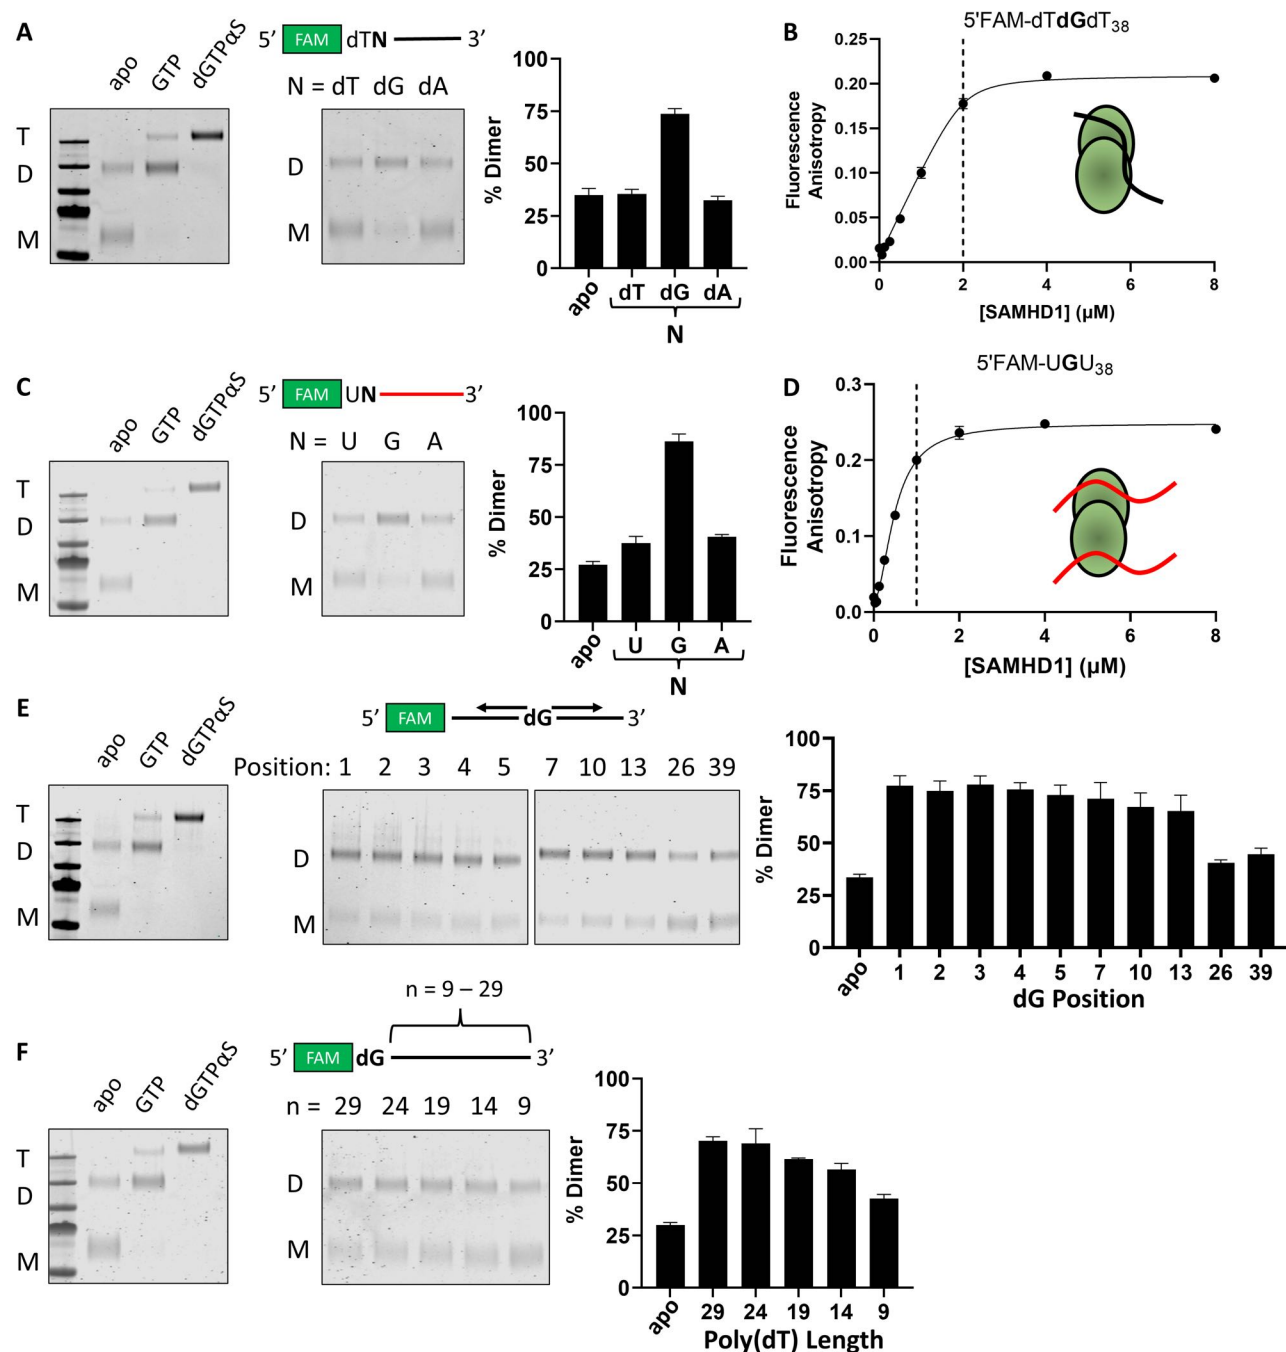 A
apo GTP dGTPαS
T
D
M
5′ FAM dTN 3′
N = dT dG dA
D
M
% Dimer
100
75
50
25
0
apo dT dG dA
N
B
5'FAM-dTdGdT38
Fluorescence
Anisotropy
0.25
0.20
0.15
0.10
0.05
0.00
0 2 4 6 8
[SAMHD1] (µM)
C
apo GTP dGTPαS
T
D
M
5′ FAM UN 3′
N = U G A
D
M
% Dimer
100
75
50
25
0
apo U G A
N
D
5'FAM-UGU38
Fluorescence
Anisotropy
0.3
0.2
0.1
0.0
0 2 4 6 8
[SAMHD1] (µM)
E
apo GTP dGTPαS
T
D
M
5′ FAM dG 3′
Position: 1 2 3 4 5 7 10 13 26 39
D
M
% Dimer
100
75
50
25
0
apo 1 2 3 4 5 7 10 13 26 39
dG Position
F
apo GTP dGTPαS
T
D
M
n = 9 – 29
5′ FAM dG 3′
n = 29 24 19 14 9
D
M
% Dimer
100
75
50
25
0
apo 29 24 19 14 9
Poly(dT) Length